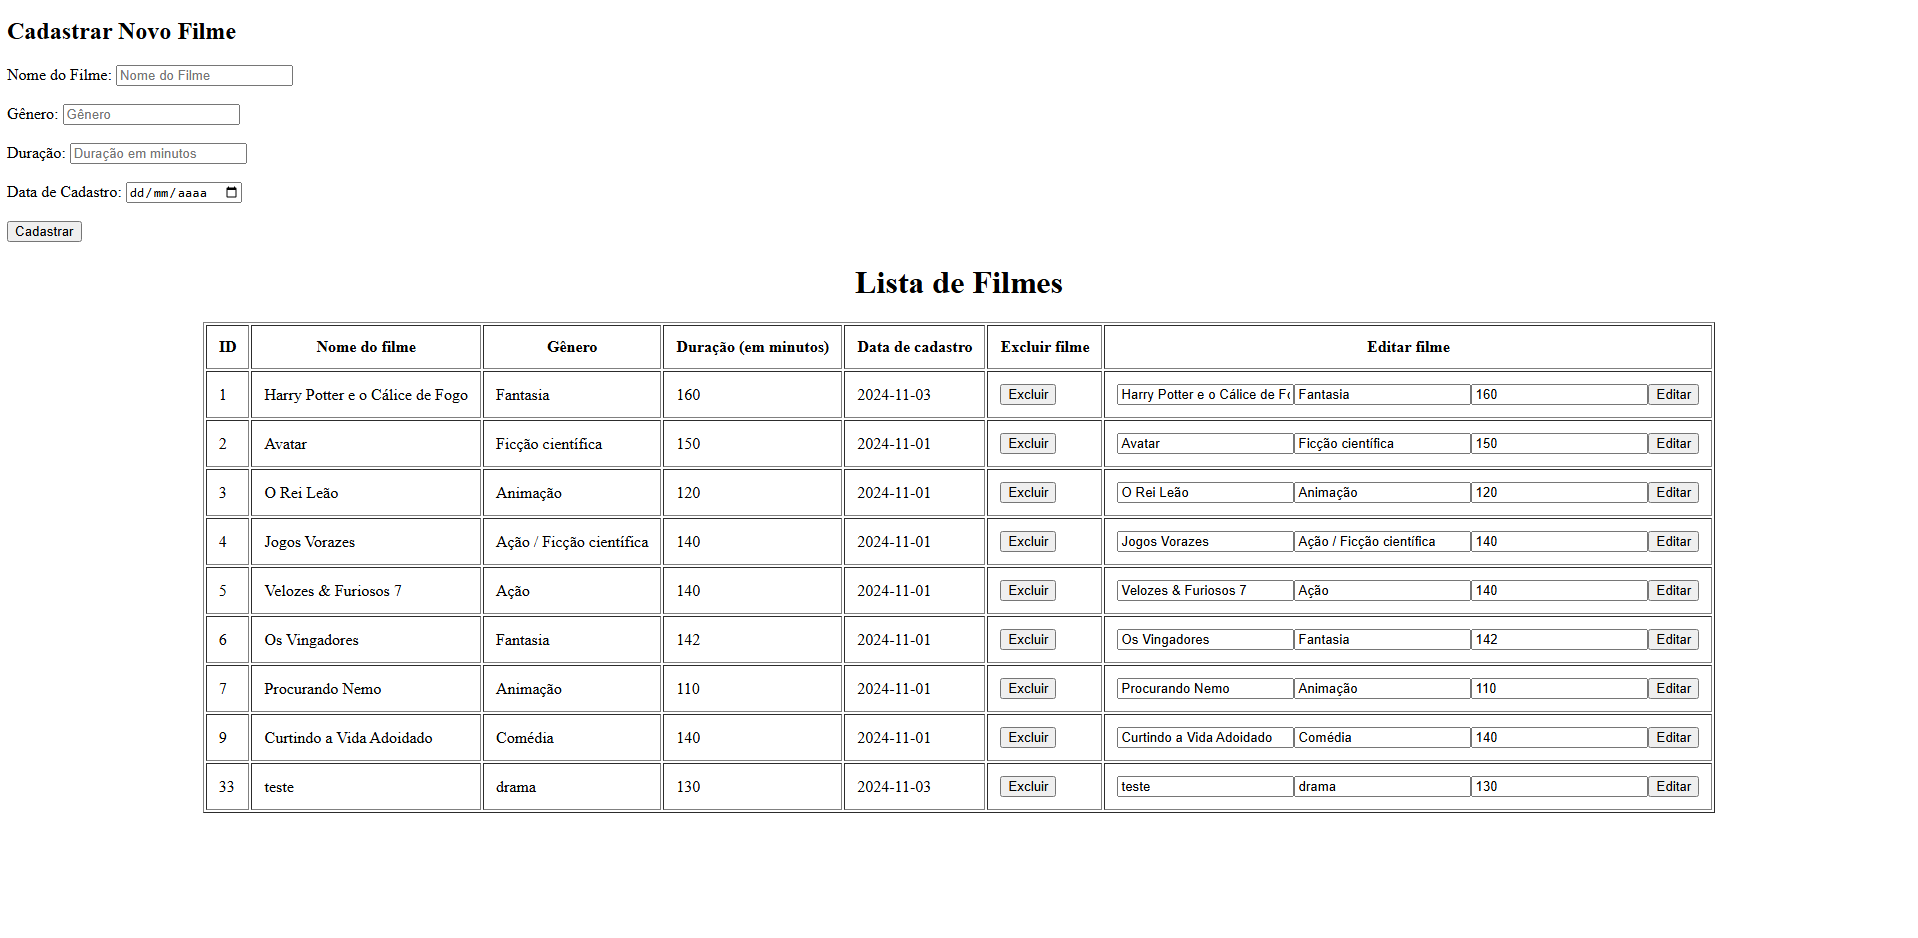 Cadastrar Novo Filme
Nome do Filme: Nome do Filme
Gênero: Gênero
Duração: Duração em minutos
Data de Cadastro: dd/mm/aaaa
Cadastrar
Lista de Filmes
ID Nome do filme Gênero Duração (em minutos) Data de cadastro Excluir filme Editar filme
1 Harry Potter e o Cálice de Fogo Fantasia 160 2024-11-03 Excluir Harry Potter e o Cálice de Fo Fantasia 160 Editar
2 Avatar Ficção científica 150 2024-11-01 Excluir Avatar Ficção científica 150 Editar
3 O Rei Leão Animação 120 2024-11-01 Excluir O Rei Leão Animação 120 Editar
4 Jogos Vorazes Ação / Ficção científica 140 2024-11-01 Excluir Jogos Vorazes Ação / Ficção científica 140 Editar
5 Velozes & Furiosos 7 Ação 140 2024-11-01 Excluir Velozes & Furiosos 7 Ação 140 Editar
6 Os Vingadores Fantasia 142 2024-11-01 Excluir Os Vingadores Fantasia 142 Editar
7 Procurando Nemo Animação 110 2024-11-01 Excluir Procurando Nemo Animação 110 Editar
9 Curtindo a Vida Adoidado Comédia 140 2024-11-01 Excluir Curtindo a Vida Adoidado Comédia 140 Editar
33 teste drama 130 2024-11-03 Excluir teste drama 130 Editar